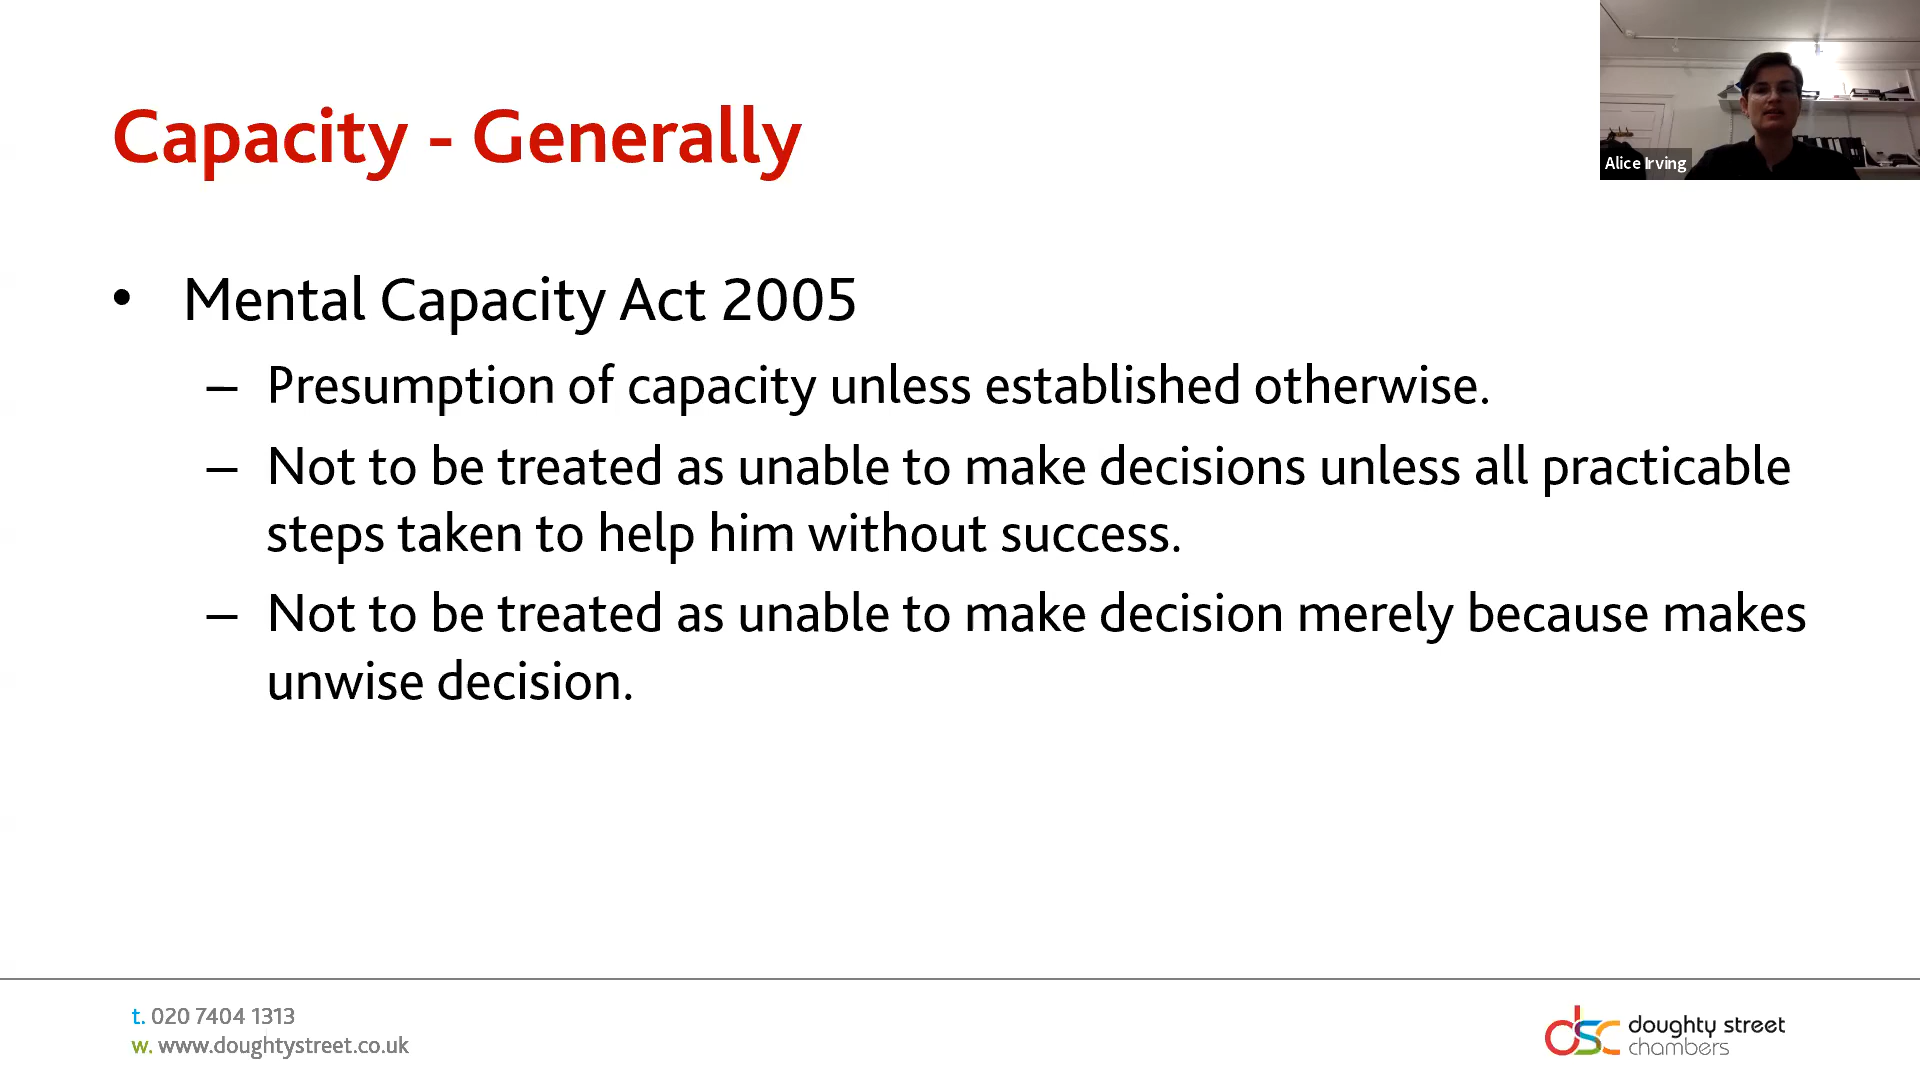 Capacity - Generally
Alice Irving
• Mental Capacity Act 2005
– Presumption of capacity unless established otherwise.
– Not to be treated as unable to make decisions unless all practicable
steps taken to help him without success.
– Not to be treated as unable to make decision merely because makes
unwise decision.
t. 020 7404 1313
w. www.doughtystreet.co.uk
dsc doughty street
chambers